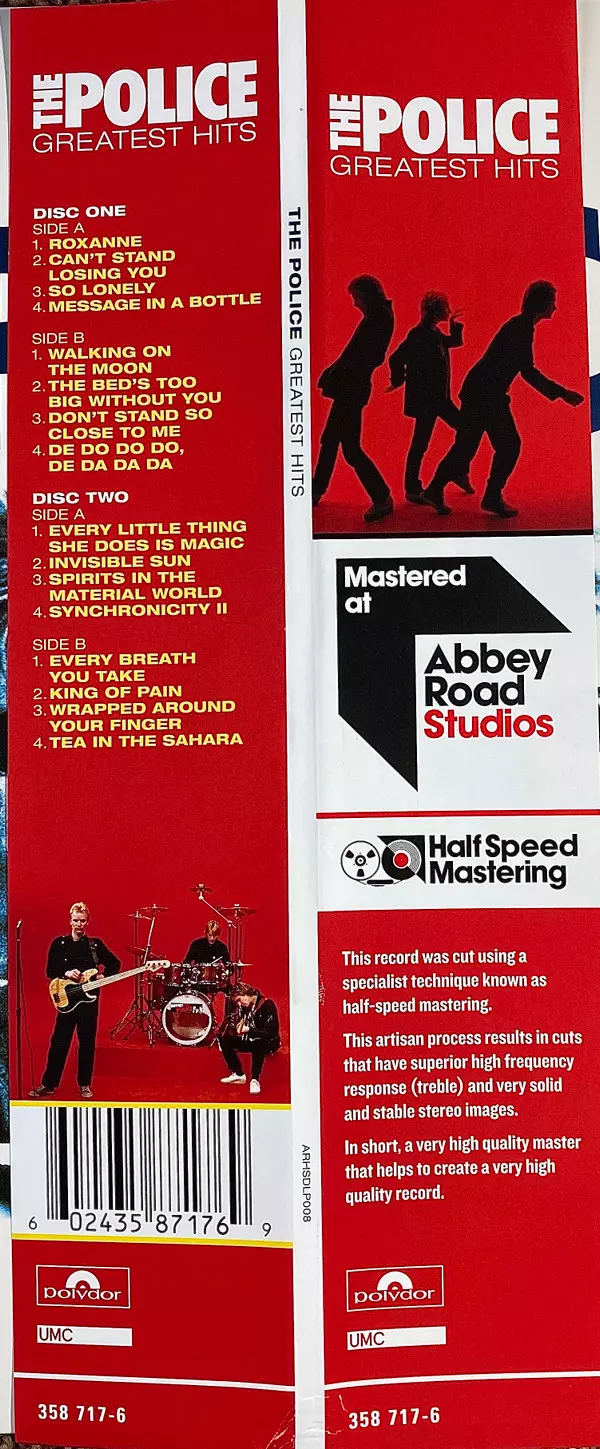 THE POLICE
GREATEST HITS
DISC ONE
SIDE A
1. ROXANNE
2. CAN'T STAND
LOSING YOU
3. SO LONELY
4. MESSAGE IN A BOTTLE
SIDE B
1. WALKING ON
THE MOON
2. THE BED'S TOO
BIG WITHOUT YOU
3. DON'T STAND SO
CLOSE TO ME
4. DE DO DO DO,
DE DA DA DA
DISC TWO
SIDE A
1. EVERY LITTLE THING
SHE DOES IS MAGIC
2. INVISIBLE SUN
3. SPIRITS IN THE
MATERIAL WORLD
4. SYNCHRONICITY II
SIDE B
1. EVERY BREATH
YOU TAKE
2. KING OF PAIN
3. WRAPPED AROUND
YOUR FINGER
4. TEA IN THE SAHARA
6 02435 87176 9
polydor
UMC
358 717-6
THE POLICE GREATEST HITS
ARHSDLP008
THE POLICE
GREATEST HITS
Mastered
at
Abbey
Road
Studios
Half Speed
Mastering
This record was cut using a
specialist technique known as
half-speed mastering.
This artisan process results in cuts
that have superior high frequency
response (treble) and very solid
and stable stereo images.
In short, a very high quality master
that helps to create a very high
quality record.
polydor
UMC
358 717-6